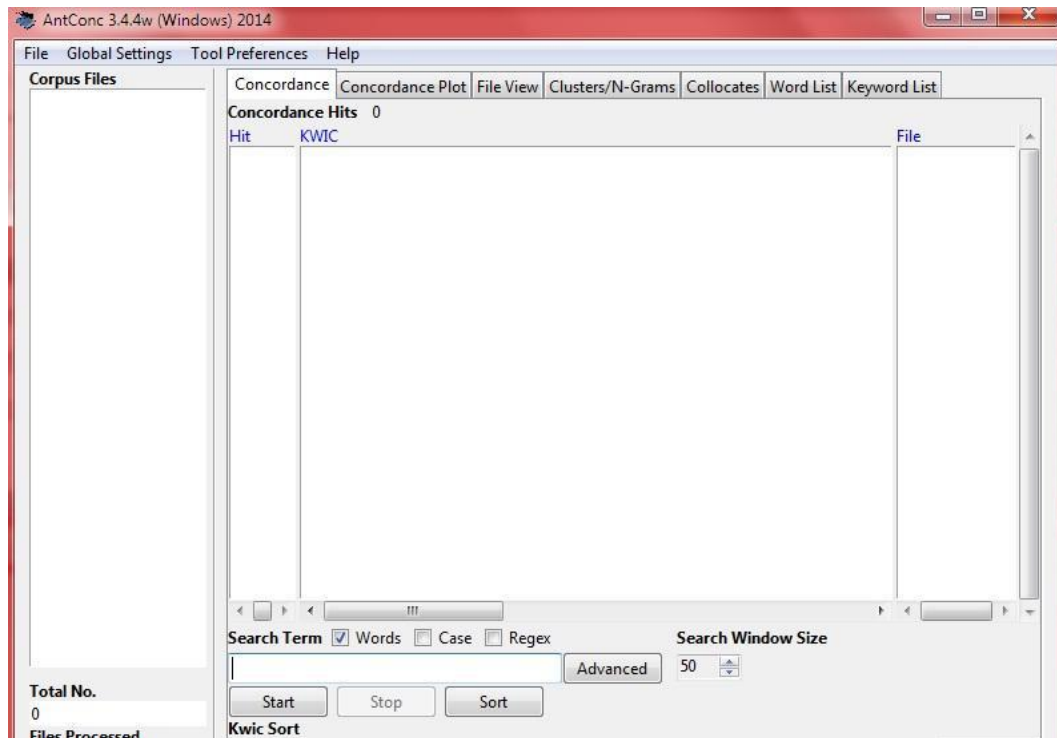 AntConc 3.4.4w (Windows) 2014
File Global Settings Tool Preferences Help
Corpus Files
Concordance Concordance Plot File View Clusters/N-Grams Collocates Word List Keyword List
Concordance Hits 0
Hit KWIC File
Search Term Words Case Regex Search Window Size
Advanced 50
Total No.
0
Start Stop Sort
Files Processed
Kwic Sort